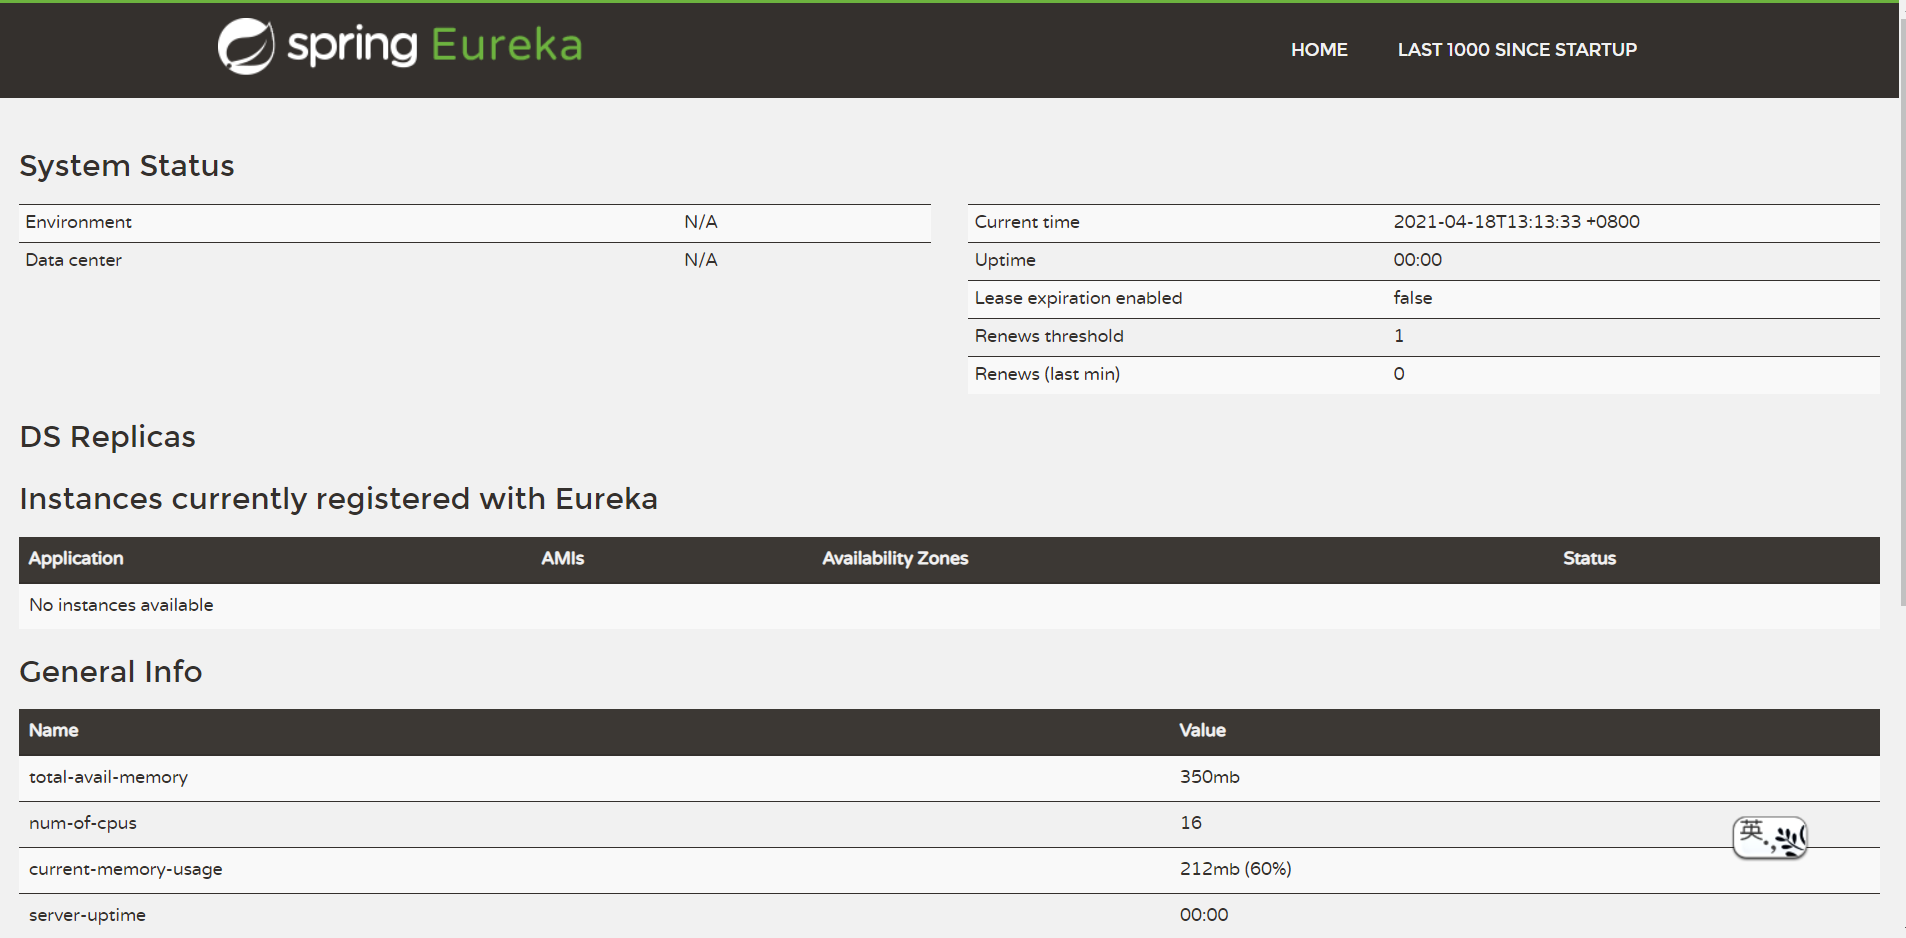 spring Eureka
HOME LAST 1000 SINCE STARTUP
System Status
Environment N/A
Data center N/A
Current time 2021-04-18T13:13:33 +0800
Uptime 00:00
Lease expiration enabled false
Renews threshold 1
Renews (last min) 0
DS Replicas
Instances currently registered with Eureka
Application AMIs Availability Zones Status
No instances available
General Info
Name Value
total-avail-memory 350mb
num-of-cpus 16
current-memory-usage 212mb (60%)
server-uptime 00:00
英